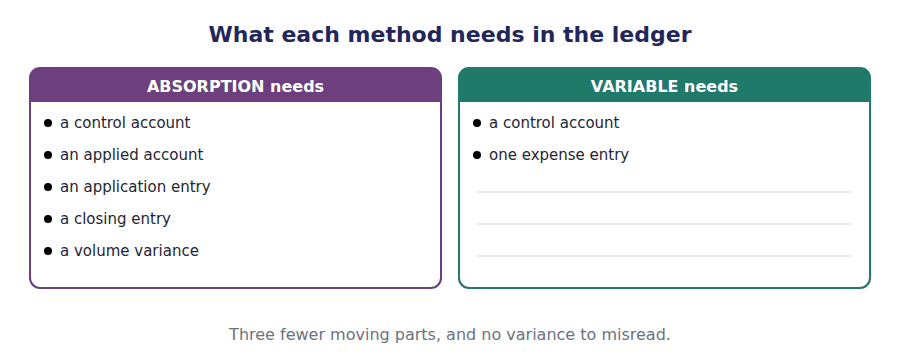 What each method needs in the ledger
ABSORPTION needs
a control account
an applied account
an application entry
a closing entry
a volume variance
VARIABLE needs
a control account
one expense entry
Three fewer moving parts, and no variance to misread.